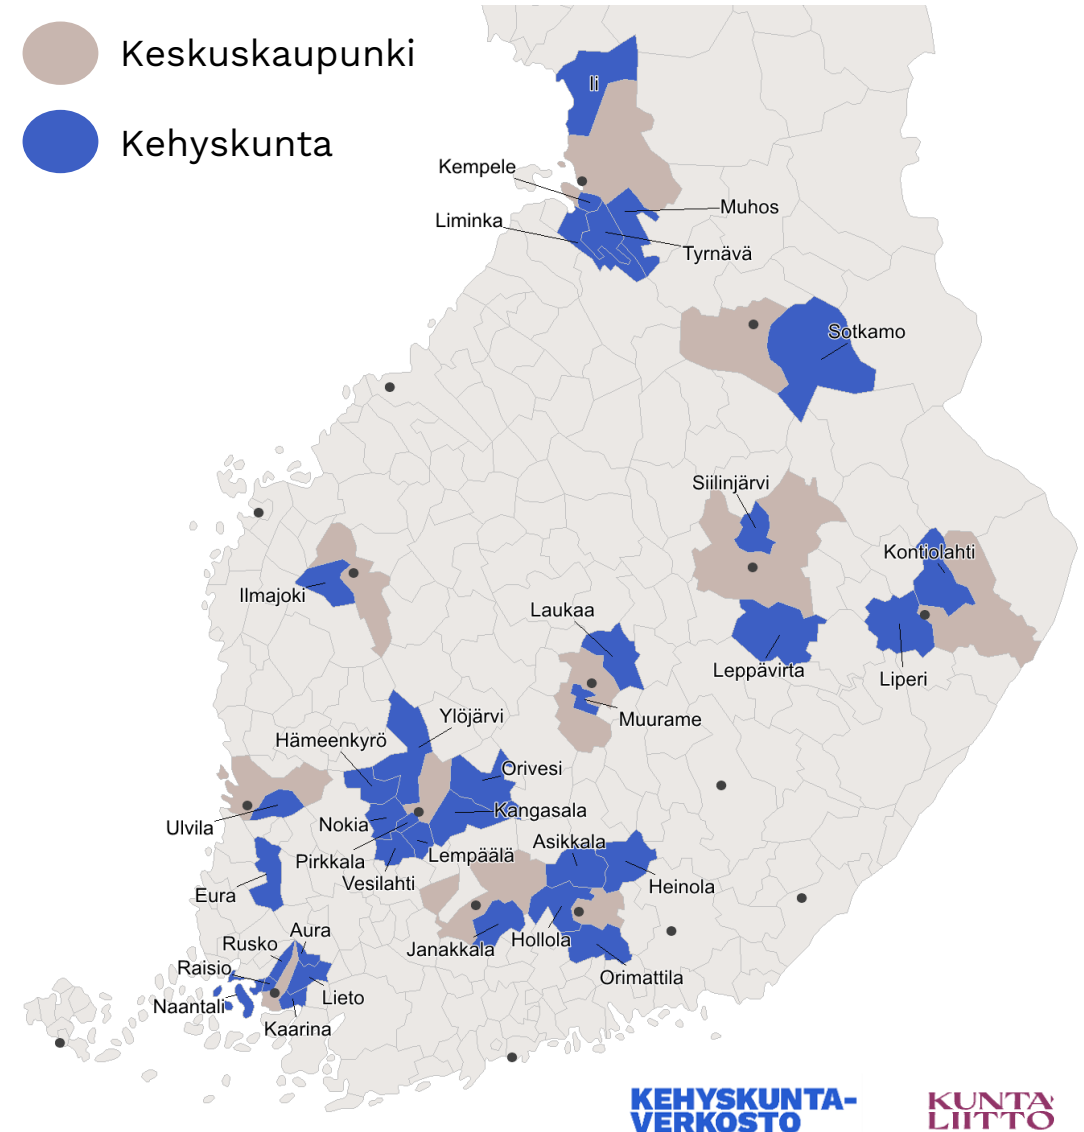 Keskuskaupunki
Kehyskunta
Ii
Kempele
Muhos
Liminka
Tyrnävä
Sotkamo
Siilinjärvi
Kontiolahti
Ilmajoki
Laukaa
Leppävirta
Liperi
Muurame
Ylöjärvi
Hämeenkyrö
Orivesi
Kangasala
Ulvila
Nokia
Asikkala
Pirkkala
Lempäälä
Vesilahti
Heinola
Eura
Aura
Rusko
Janakkala
Hollola
Raisio
Orimattila
Lieto
Naantali
Kaarina
KEHYSKUNTA-
VERKOSTO
KUNTA
LIITTO